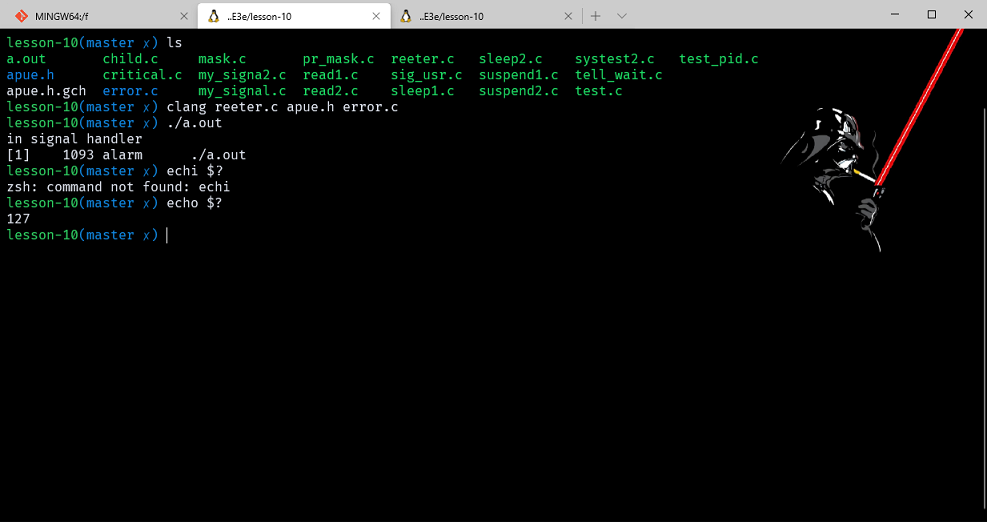 MINGW64:/f
..E3e/lesson-10
..E3e/lesson-10
lesson-10(master x) ls
a.out child.c mask.c pr_mask.c reeter.c sleep2.c systest2.c test_pid.c
apue.h critical.c my_signa2.c read1.c sig_usr.c suspend1.c tell_wait.c
apue.h.gch error.c my_signal.c read2.c sleep1.c suspend2.c test.c
lesson-10(master x) clang reeter.c apue.h error.c
lesson-10(master x) ./a.out
in signal handler
[1] 1093 alarm ./a.out
lesson-10(master x) echi $?
zsh: command not found: echi
lesson-10(master x) echo $?
127
lesson-10(master x)